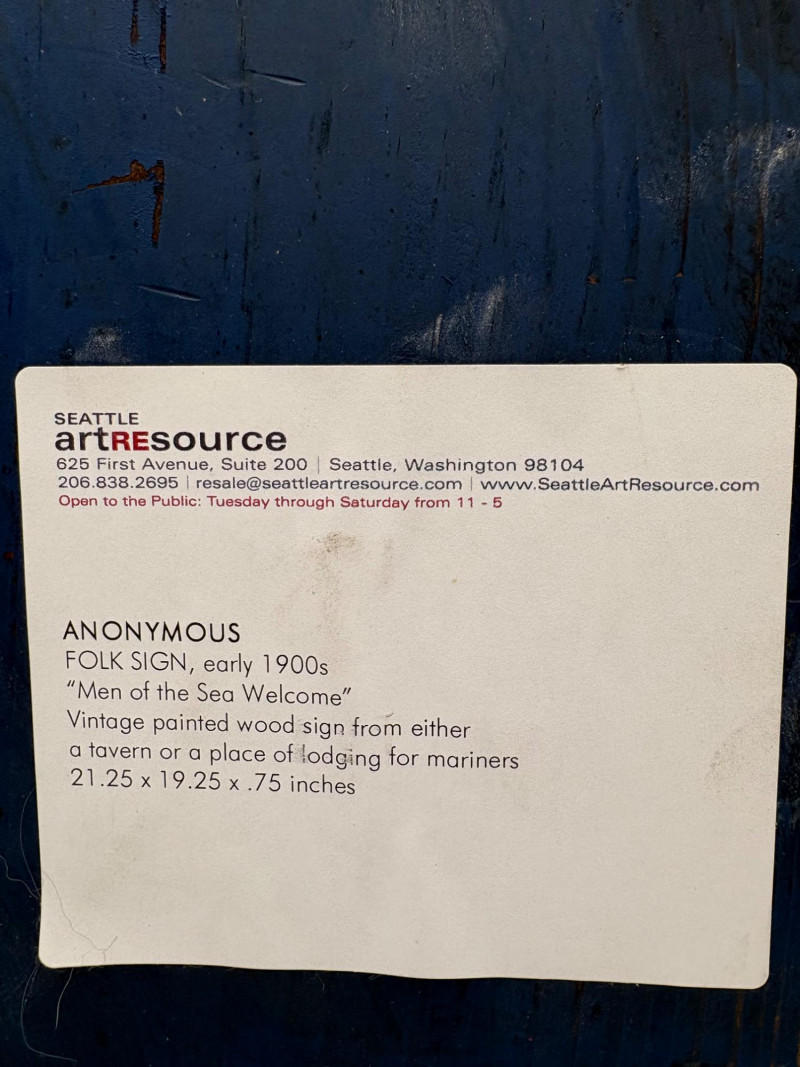 SEATTLE
artREsource
625 First Avenue, Suite 200 | Seattle, Washington 98104
206.838.2695 | resale@seattleartresource.com | www.SeattleArtResource.com
Open to the Public: Tuesday through Saturday from 11 - 5
ANONYMOUS
FOLK SIGN, early 1900s
“Men of the Sea Welcome”
Vintage painted wood sign from either
a tavern or a place of lodging for mariners
21.25 x 19.25 x .75 inches